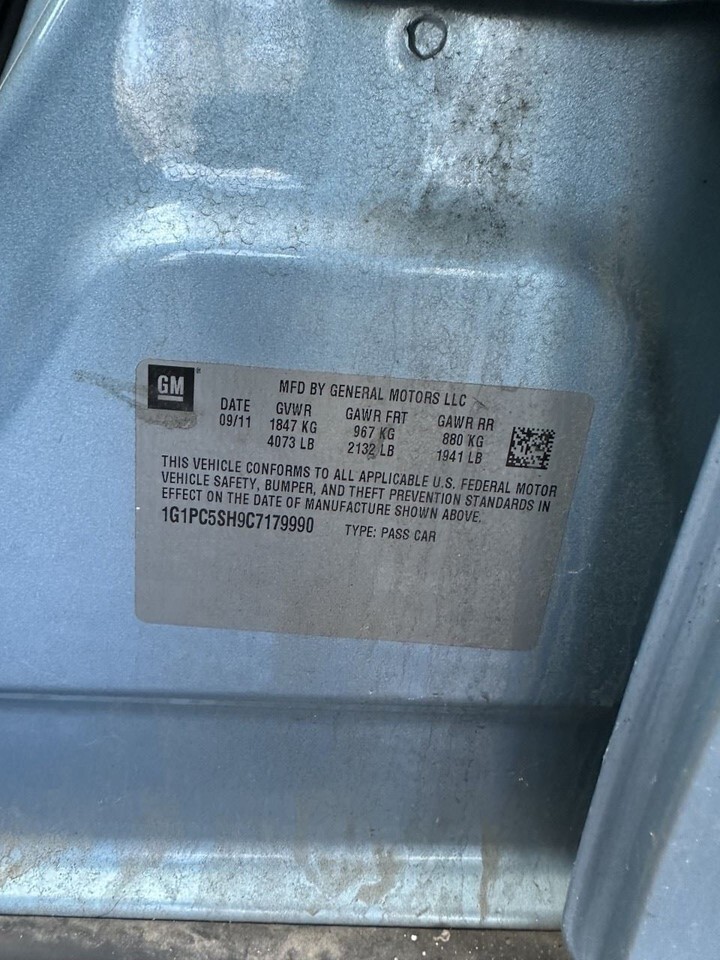 GM
MFD BY GENERAL MOTORS LLC
DATE GVWR GAWR FRT GAWR RR
09/11 1847 KG 967 KG 880 KG
4073 LB 2132 LB 1941 LB
THIS VEHICLE CONFORMS TO ALL APPLICABLE U.S. FEDERAL MOTOR
VEHICLE SAFETY, BUMPER, AND THEFT PREVENTION STANDARDS IN
EFFECT ON THE DATE OF MANUFACTURE SHOWN ABOVE.
1G1PC5SH9C7179990 TYPE: PASS CAR